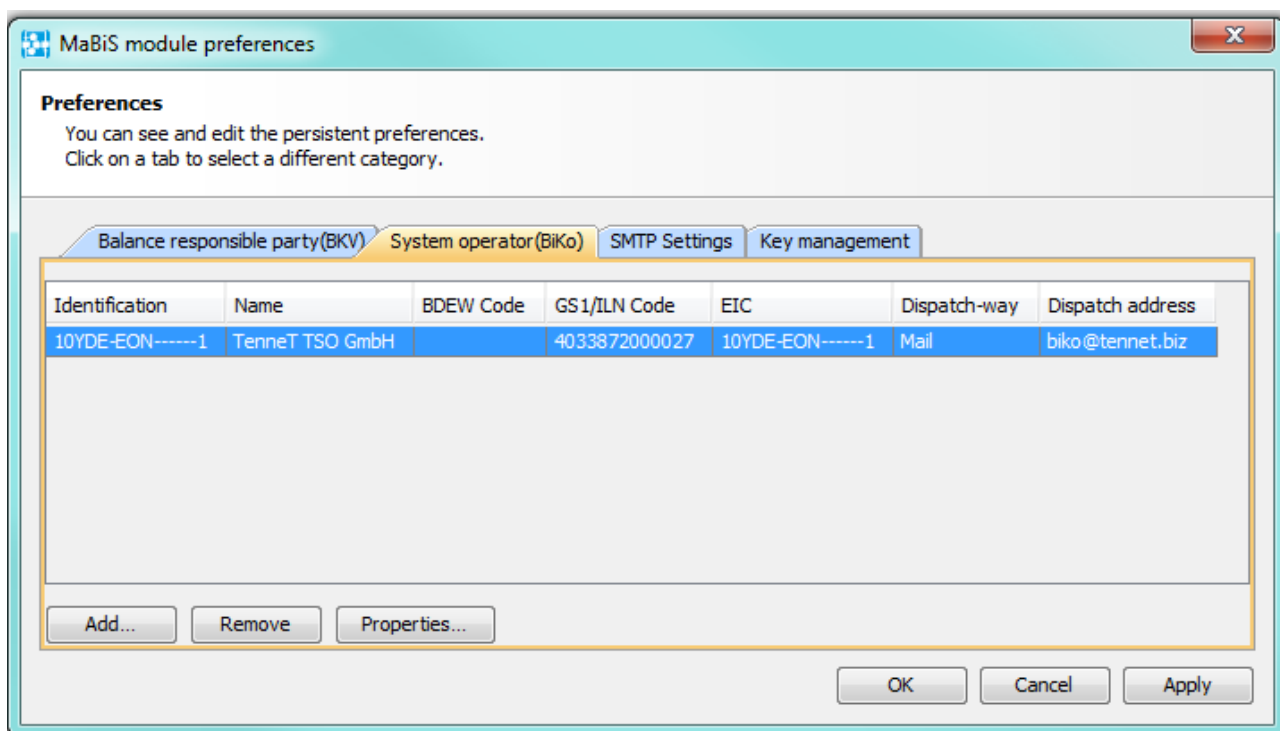 MaBiS module preferences
x
Preferences
You can see and edit the persistent preferences.
Click on a tab to select a different category.
Balance responsible party(BKV) System operator(BiKo) SMTP Settings Key management
Identification Name BDEW Code GS1/ILN Code EIC Dispatch-way Dispatch address
10YDE-EON------1 TenneT TSO GmbH 4033872000027 10YDE-EON------1 Mail biko@tennet.biz
Add... Remove Properties...
OK Cancel Apply